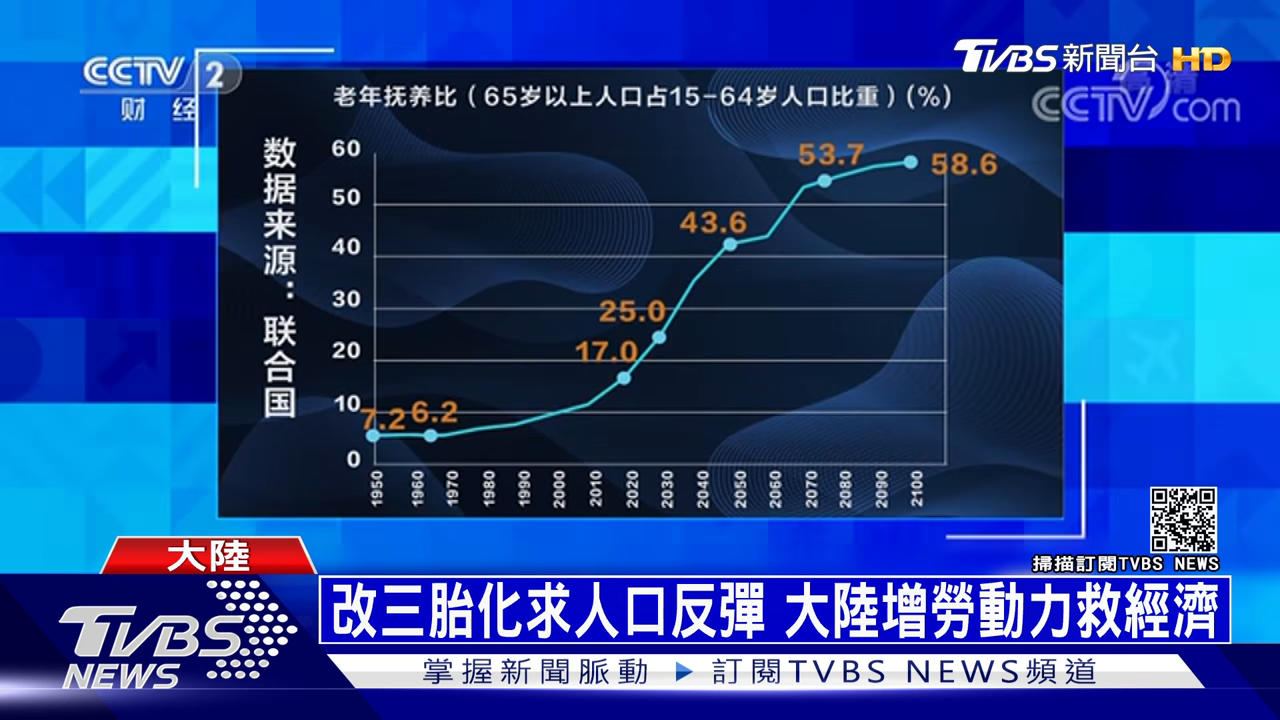 CCTV 2
财 经
TVBS新聞台 HD
高清
CCTV.com
老年抚养比（65岁以上人口占15-64岁人口比重）(%)
数据来源：联合国
60
50
40
30
20
10
0
7.2
6.2
17.0
25.0
43.6
53.7
58.6
1950 1960 1970 1980 1990 2000 2010 2020 2030 2040 2050 2060 2070 2080 2090 2100
掃描訂閱TVBS NEWS
大陸
TVBS
NEWS
改三胎化求人口反彈 大陸增勞動力救經濟
掌握新聞脈動 ▶ 訂閱TVBS NEWS頻道